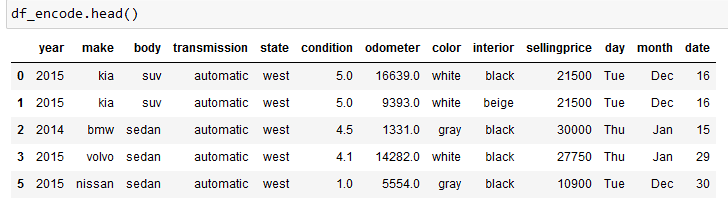 df_encode.head()
year make body transmission state condition odometer color interior sellingprice day month date
0 2015 kia suv automatic west 5.0 16639.0 white black 21500 Tue Dec 16
1 2015 kia suv automatic west 5.0 9393.0 white beige 21500 Tue Dec 16
2 2014 bmw sedan automatic west 4.5 1331.0 gray black 30000 Thu Jan 15
3 2015 volvo sedan automatic west 4.1 14282.0 white black 27750 Thu Jan 29
5 2015 nissan sedan automatic west 1.0 5554.0 gray black 10900 Tue Dec 30